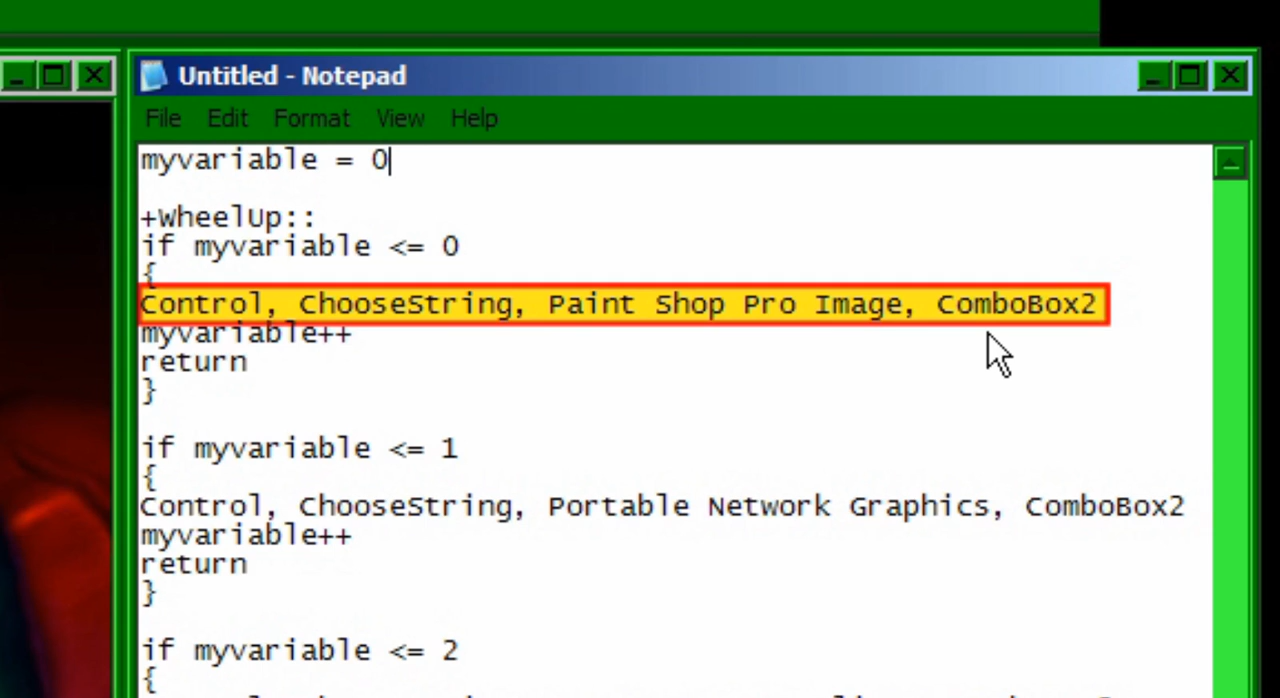 Untitled - Notepad
File Edit Format View Help
myvariable = 0
+WheelUp::
if myvariable <= 0
{
Control, ChooseString, Paint Shop Pro Image, ComboBox2
myvariable++
return
}
if myvariable <= 1
{
Control, ChooseString, Portable Network Graphics, ComboBox2
myvariable++
return
}
if myvariable <= 2
{